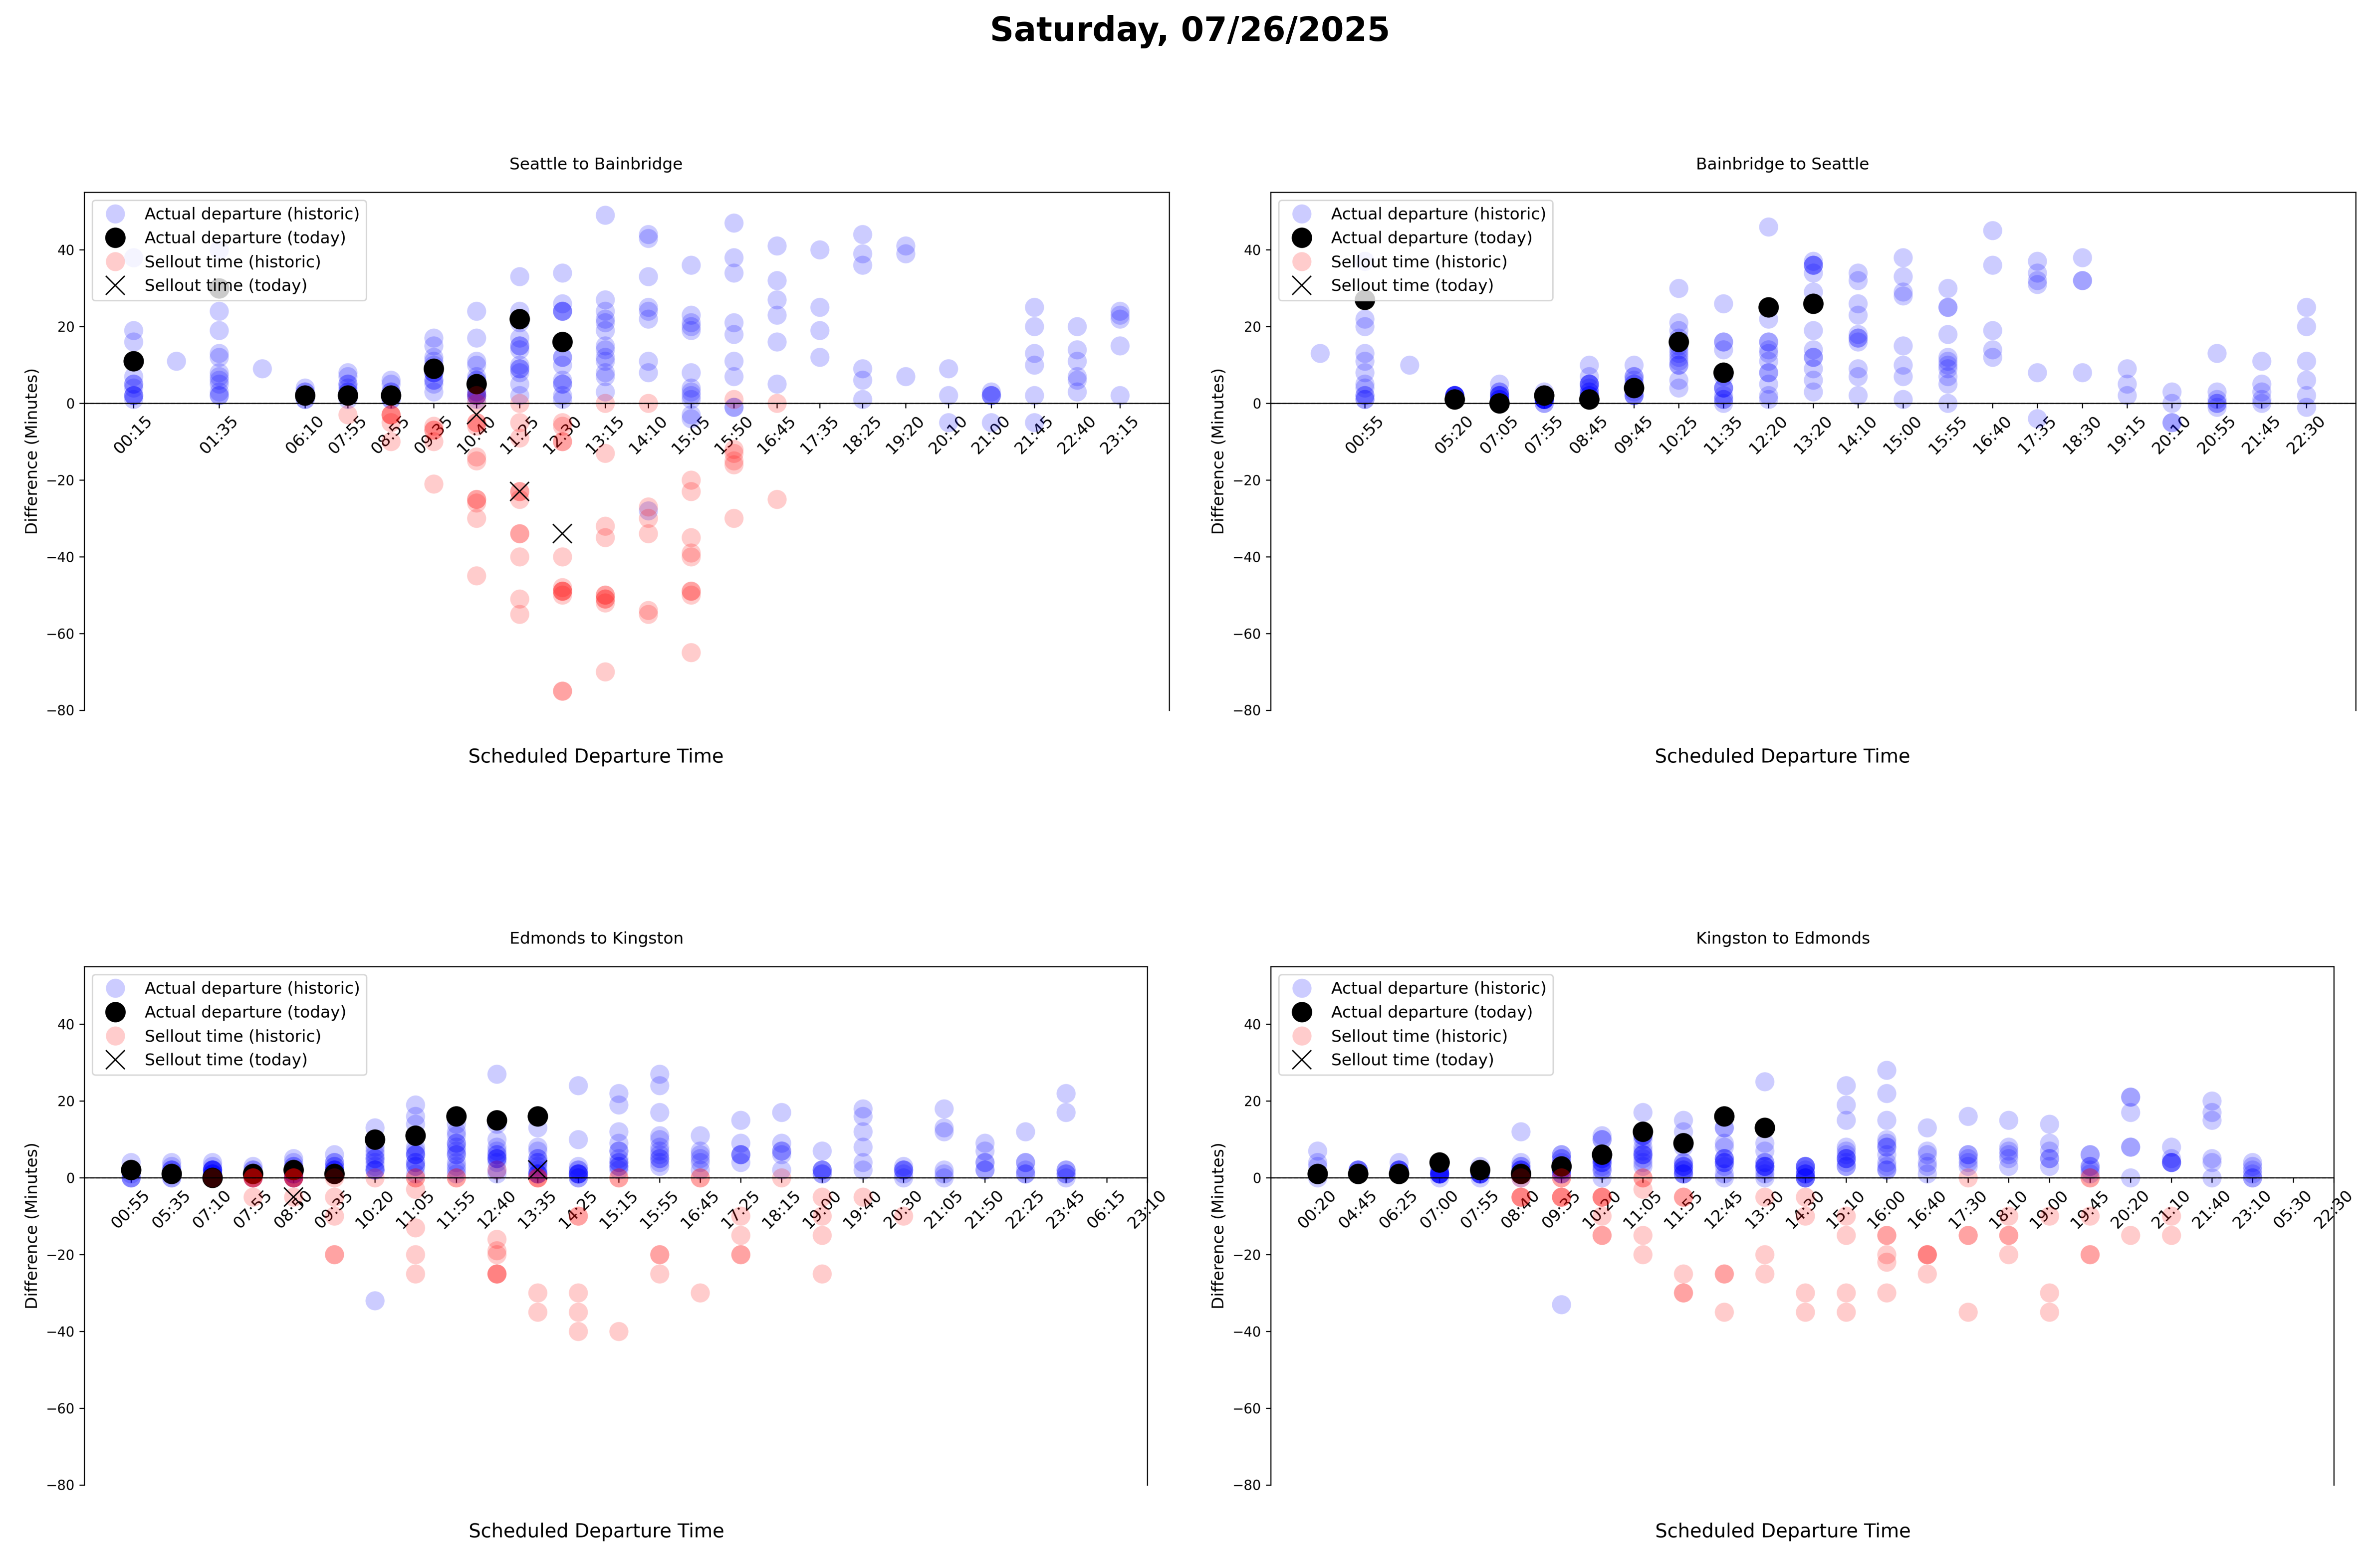 Saturday, 07/26/2025
Seattle to Bainbridge
Actual departure (historic)
Actual departure (today)
Sellout time (historic)
Sellout time (today)
Difference (Minutes)
40
20
0
−20
−40
−60
−80
00:15 01:35 06:10 07:55 08:55 09:35 10:40 11:25 12:30 13:15 14:10 15:05 15:50 16:45 17:35 18:25 19:20 20:10 21:00 21:45 22:40 23:15
Scheduled Departure Time
Bainbridge to Seattle
Actual departure (historic)
Actual departure (today)
Sellout time (historic)
Sellout time (today)
Difference (Minutes)
40
20
0
−20
−40
−60
−80
00:55 05:20 07:05 07:55 08:45 09:45 10:25 11:35 12:20 13:20 14:10 15:00 15:55 16:40 17:35 18:30 19:15 20:10 20:55 21:45 22:30
Scheduled Departure Time
Edmonds to Kingston
Actual departure (historic)
Actual departure (today)
Sellout time (historic)
Sellout time (today)
Difference (Minutes)
40
20
0
−20
−40
−60
−80
00:55 05:35 07:10 07:55 08:50 09:35 10:20 11:05 11:55 12:40 13:35 14:25 15:15 15:55 16:45 17:25 18:15 19:00 19:40 20:30 21:05 21:50 22:25 23:45 06:15 23:10
Scheduled Departure Time
Kingston to Edmonds
Actual departure (historic)
Actual departure (today)
Sellout time (historic)
Sellout time (today)
Difference (Minutes)
40
20
0
−20
−40
−60
−80
00:20 04:45 06:25 07:00 07:55 08:40 09:35 10:20 11:05 11:55 12:45 13:30 14:30 15:10 16:00 16:40 17:30 18:10 19:00 19:45 20:20 21:10 21:40 23:10 05:30 22:30
Scheduled Departure Time